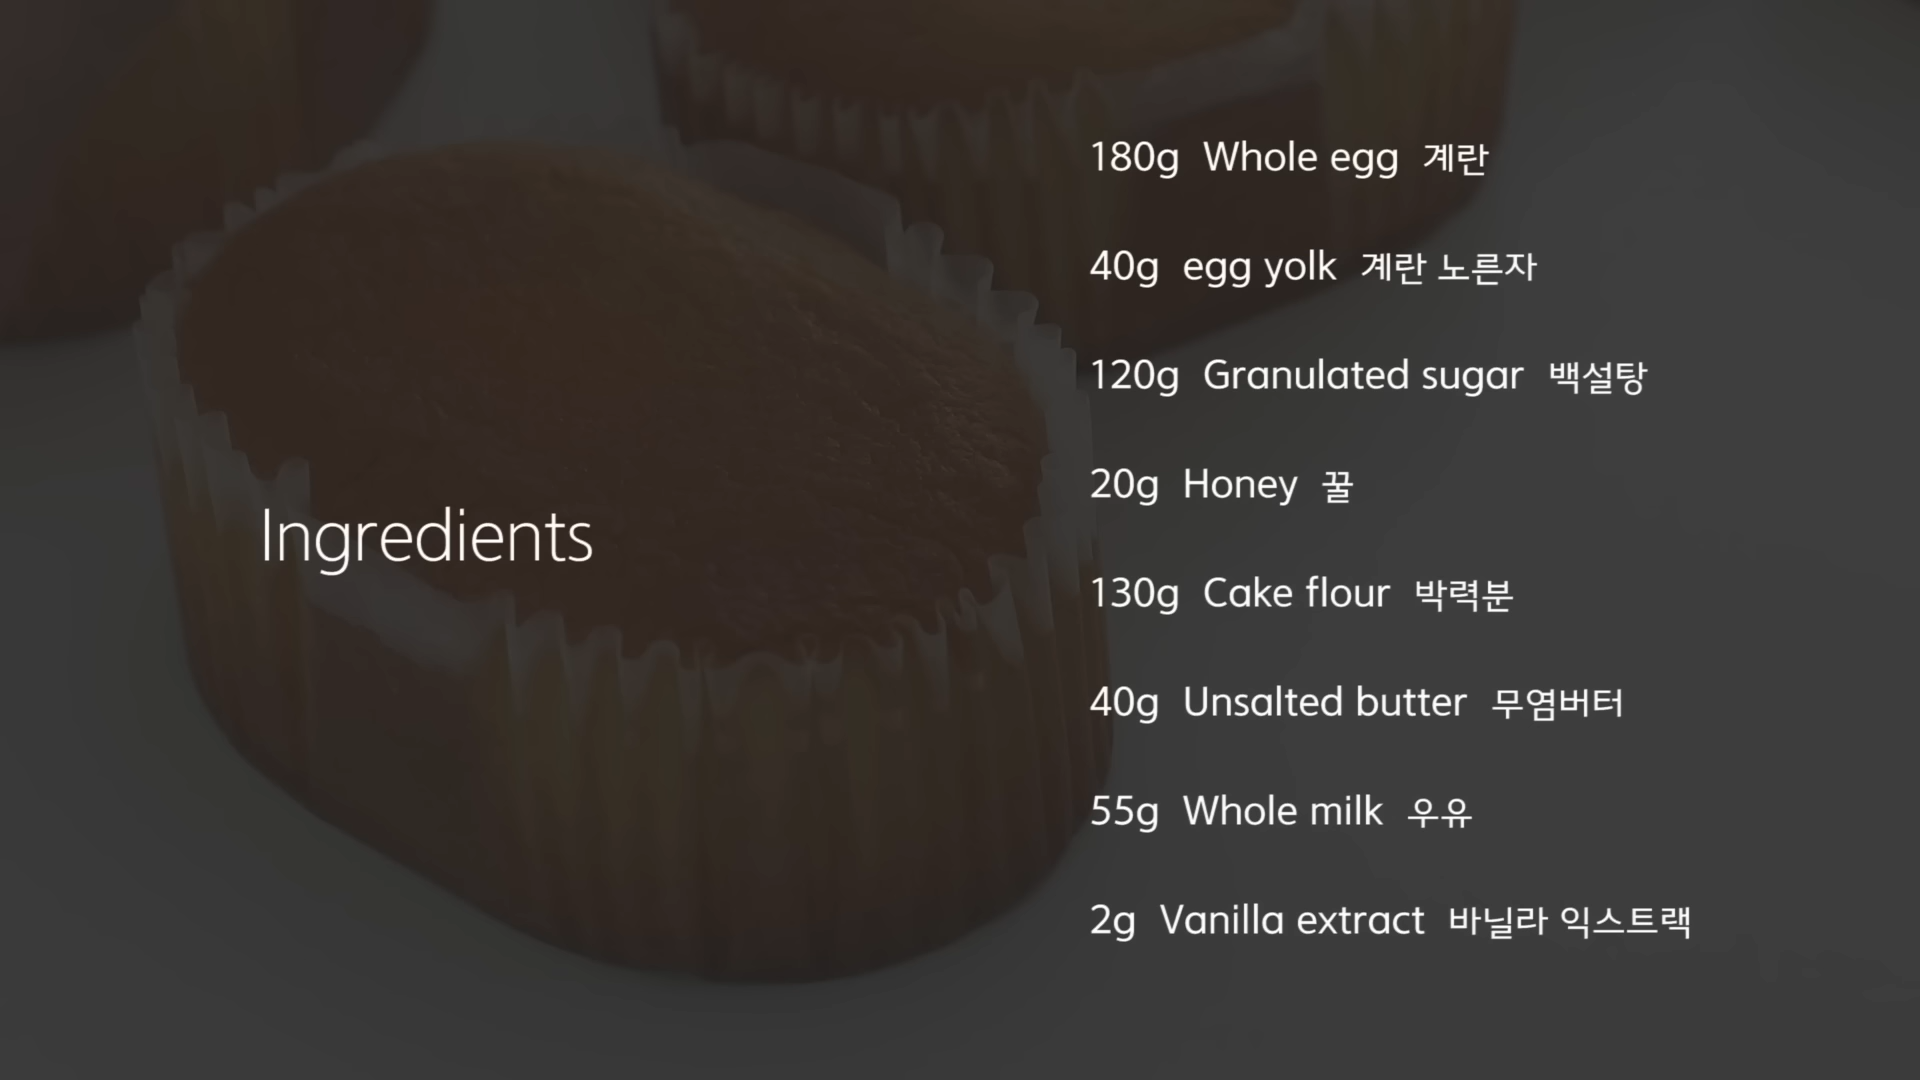 Ingredients
180g Whole egg 계란
40g egg yolk 계란 노른자
120g Granulated sugar 백설탕
20g Honey 꿀
130g Cake flour 박력분
40g Unsalted butter 무염버터
55g Whole milk 우유
2g Vanilla extract 바닐라 익스트랙